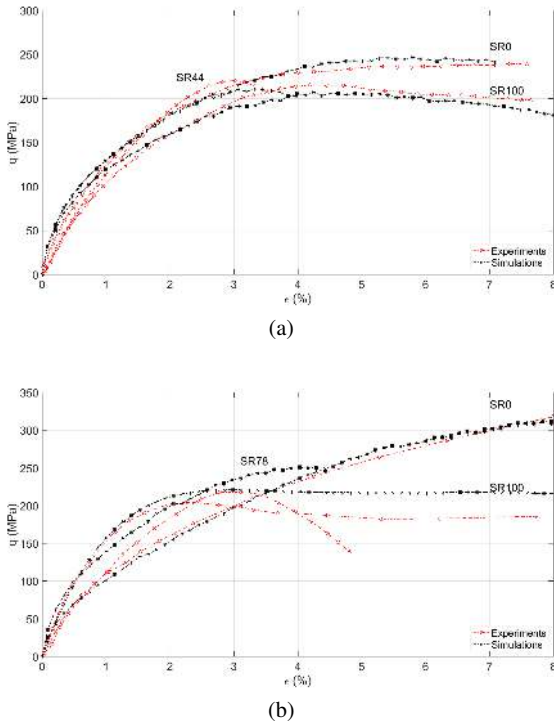 300
250
200
150
100
50
0
q (MPa)
SR44
SR0
SR100
Experiments
Simulations
0 1 2 3 4 5 6 7 8
ϵ (%)
(a)
350
300
250
200
150
100
50
0
q (MPa)
SR0
SR78
SR100
Experiments
Simulations
0 1 2 3 4 5 6 7 8
ϵ (%)
(b)